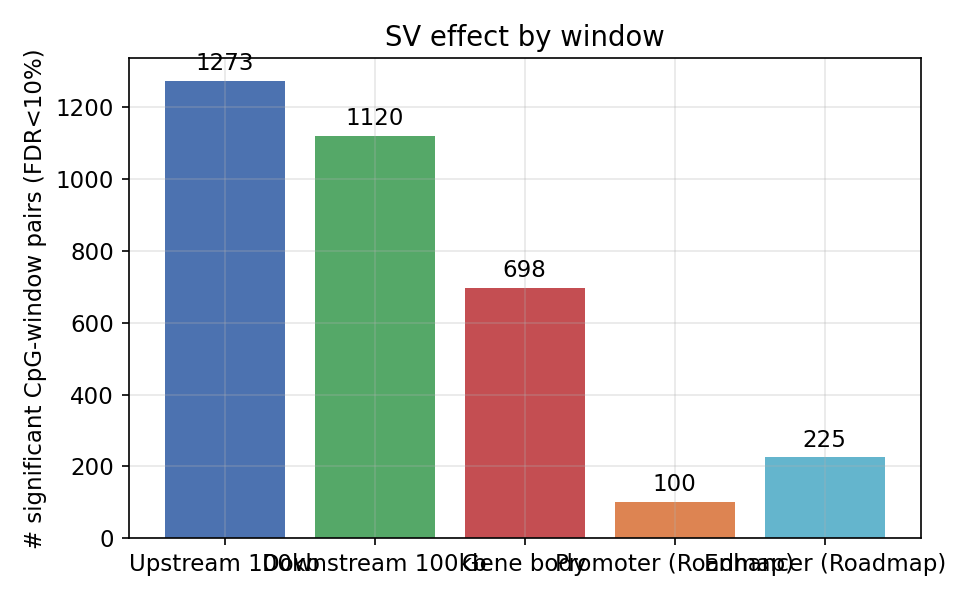 SV effect by window
# significant CpG-window pairs (FDR<10%)
1200
1000
800
600
400
200
0
1273
1120
698
100
225
Upstream 100kb
Downstream 100kb
Gene body
Promoter (Roadmap)
Enhancer (Roadmap)